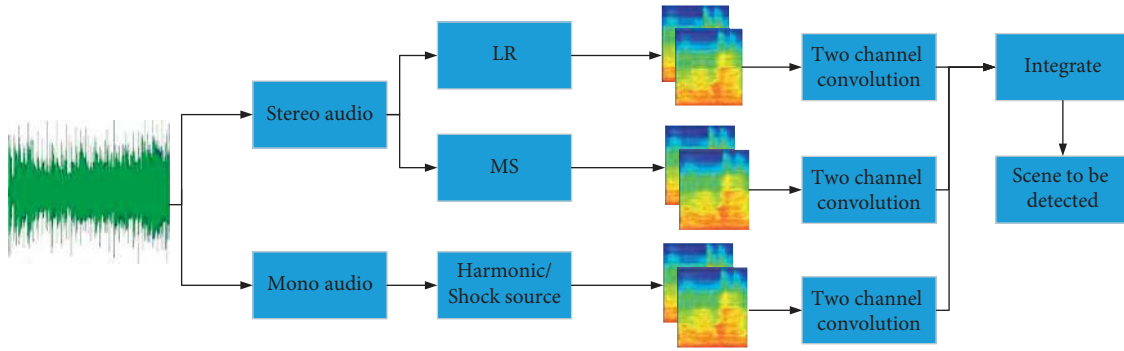 LR
Two channel
convolution
Integrate
Stereo audio
MS
Two channel
convolution
Scene to be
detected
Mono audio
Harmonic/
Shock source
Two channel
convolution